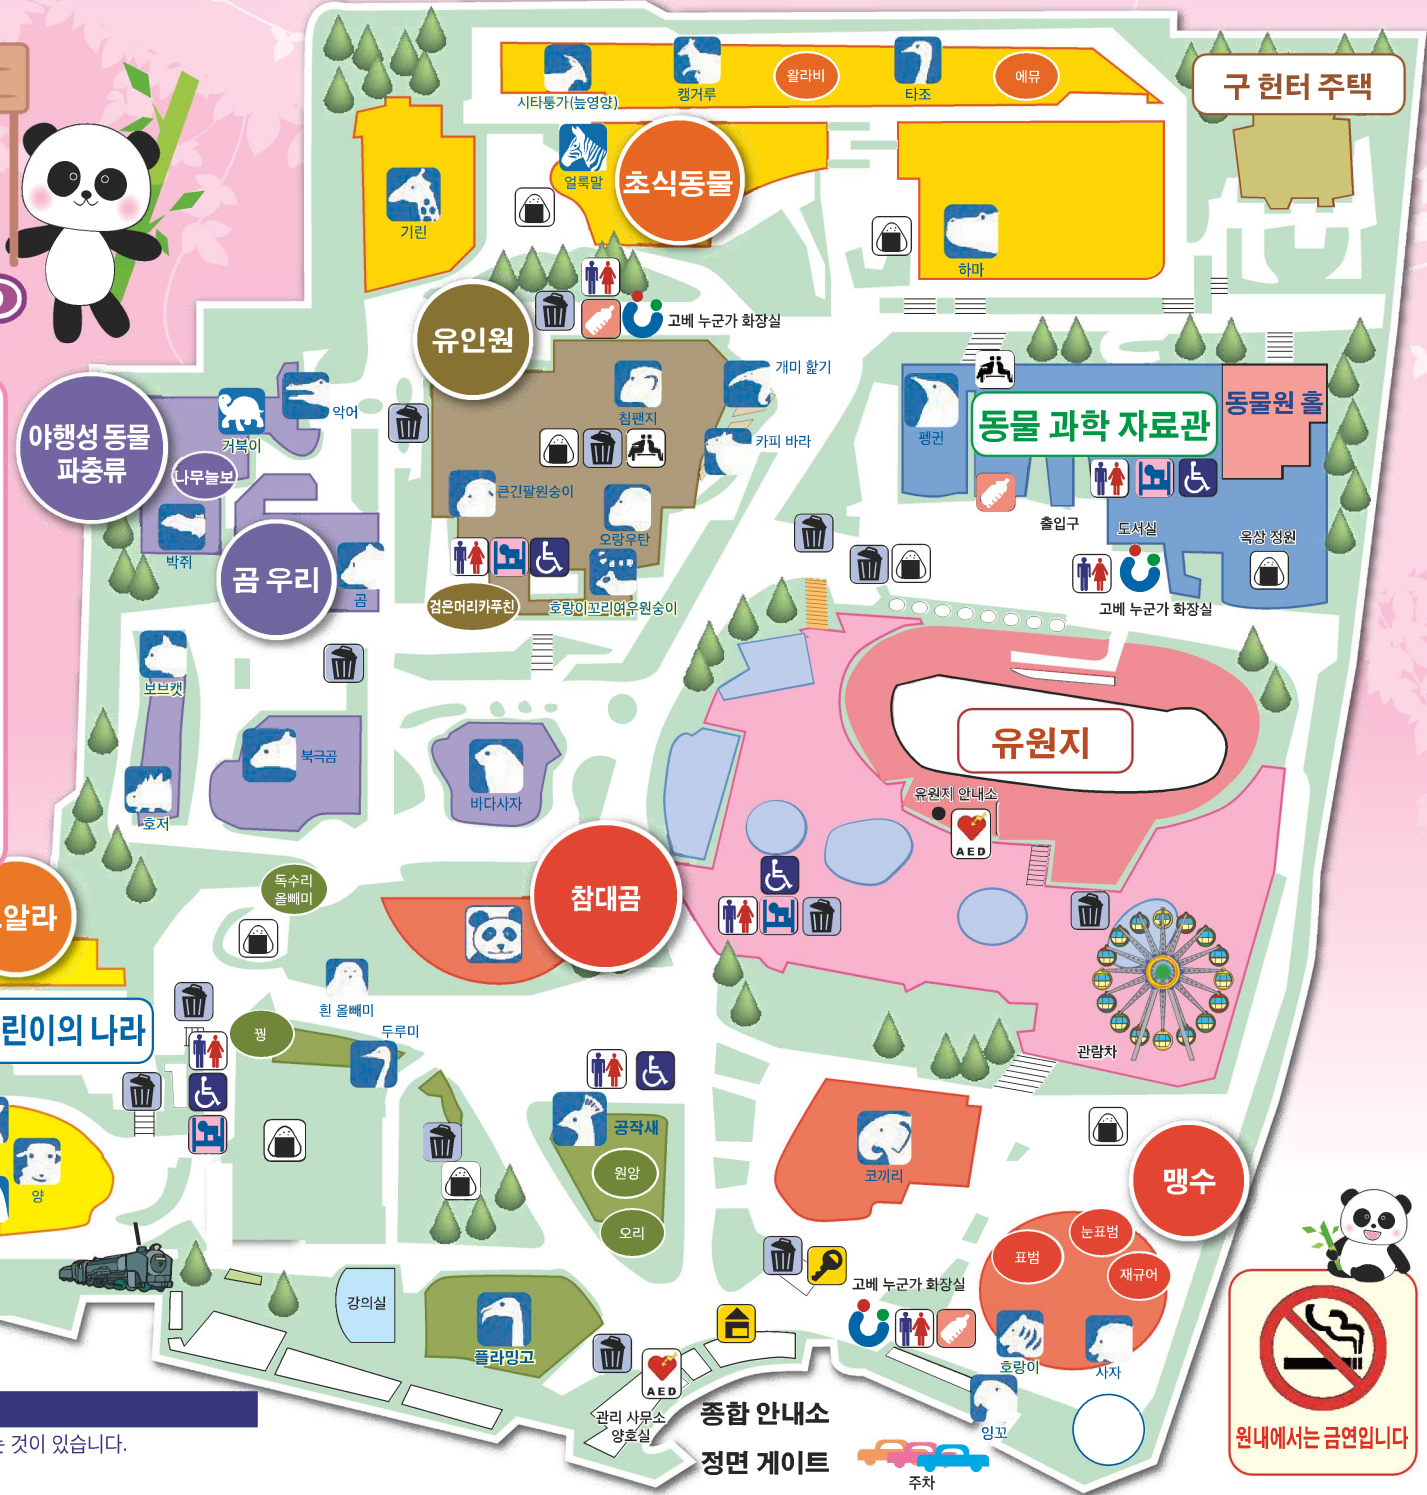 시타퉁가(늪영양)
캥거루
왈라비
타조
에뮤
구 헌터 주택
얼룩말
초식동물
기린
하마
유인원
고베 누군가 화장실
개미 핥기
침팬지
카피 바라
큰긴팔원숭이
오랑우탄
검은머리카푸친
호랑이꼬리여우원숭이
야행성 동물
파충류
악어
거북이
나무늘보
박쥐
곰 우리
곰
펭귄
동물 과학 자료관
동물원 홀
출입구
도서실
옥상 정원
고베 누군가 화장실
보브캣
북극곰
호저
바다사자
유원지
유원지 안내소
AED
독수리
올빼미
참대곰
알라
흰 올빼미
두루미
꿩
린이의 나라
관람차
공작새
원앙
오리
양
코끼리
맹수
눈표범
표범
재규어
고베 누군가 화장실
호랑이
사자
잉꼬
강의실
플라밍고
AED
관리 사무소
양호실
종합 안내소
정면 게이트
주차
는 것이 있습니다.
원내에서는 금연입니다